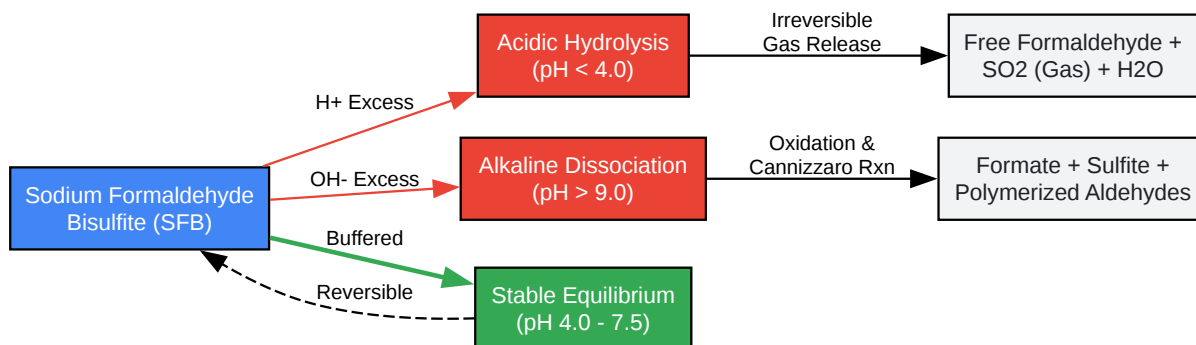 Sodium Formaldehyde
Bisulfite (SFB)
H+ Excess
Acidic Hydrolysis
(pH < 4.0)
Irreversible
Gas Release
Free Formaldehyde +
SO2 (Gas) + H2O
OH- Excess
Alkaline Dissociation
(pH > 9.0)
Oxidation &
Cannizzaro Rxn
Formate + Sulfite +
Polymerized Aldehydes
Buffered
Stable Equilibrium
(pH 4.0 - 7.5)
Reversible